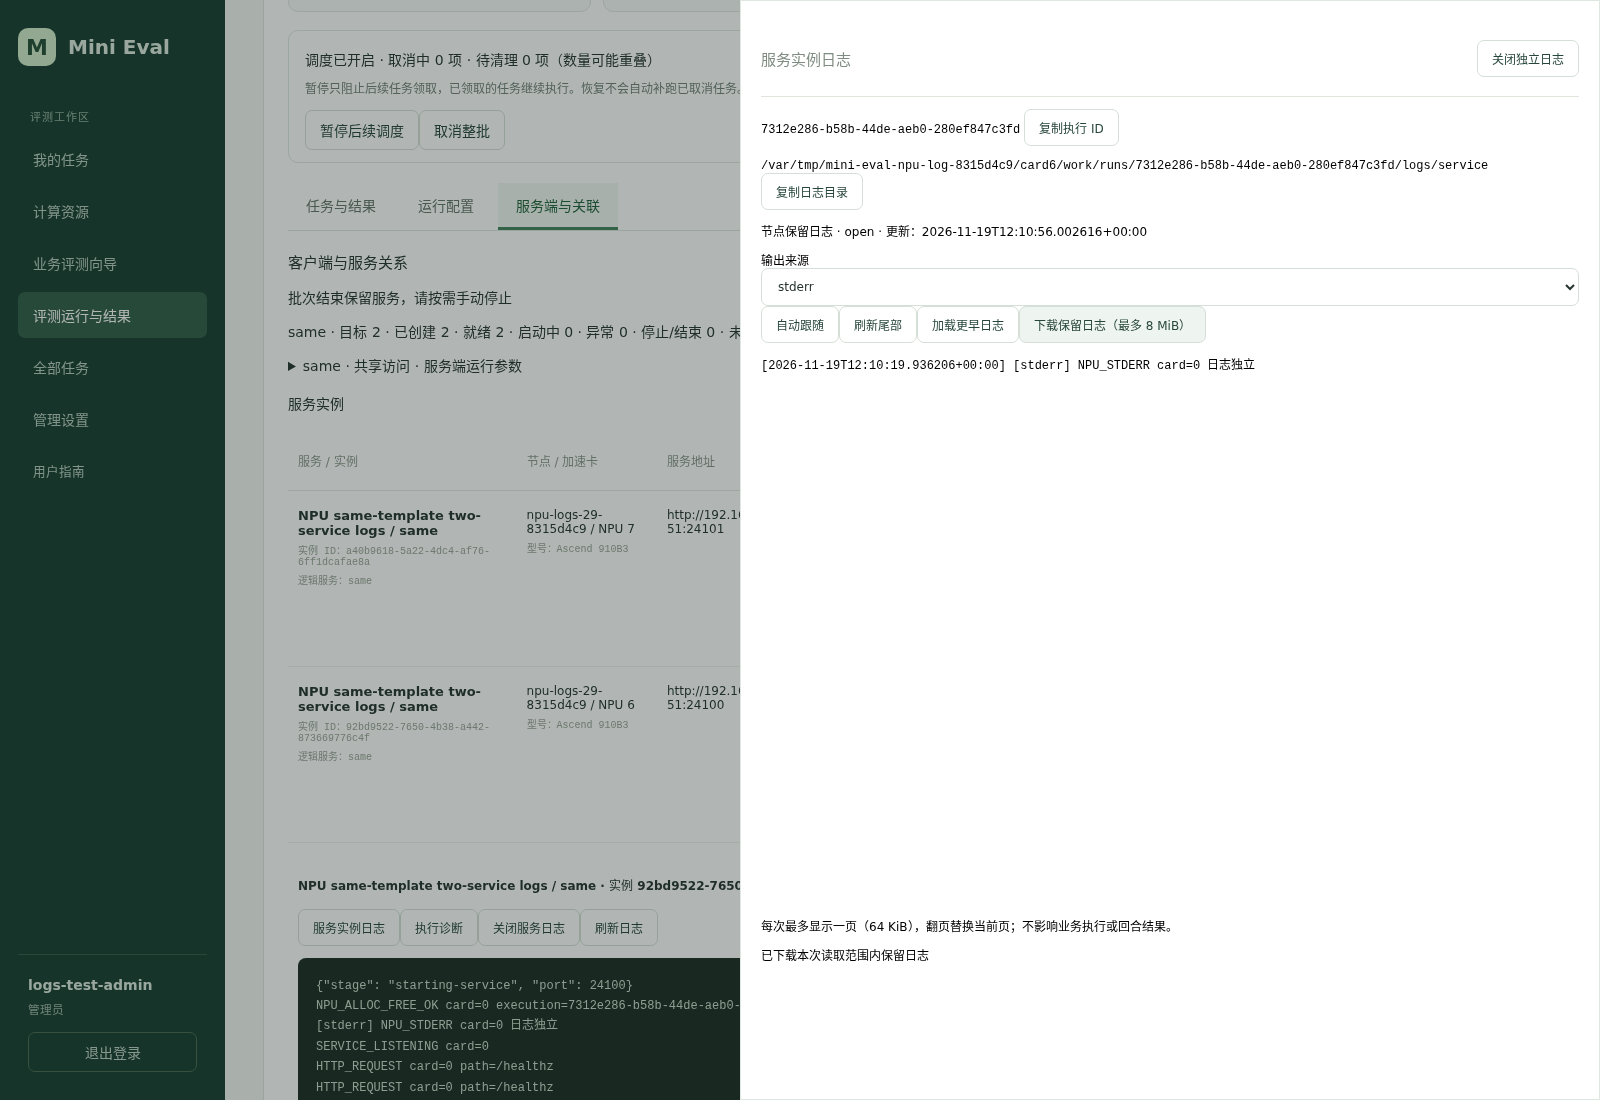 M Mini Eval
评测工作区
我的任务
计算资源
业务评测向导
评测运行与结果
全部任务
管理设置
用户指南
logs-test-admin
管理员
退出登录
调度已开启 · 取消中 0 项 · 待清理 0 项（数量可能重叠）
暂停只阻止后续任务领取，已领取的任务继续执行。恢复不会自动补跑已取消任务。
暂停后续调度 取消整批
任务与结果 运行配置 服务端与关联
客户端与服务关系
批次结束保留服务，请按需手动停止
same · 目标 2 · 已创建 2 · 就绪 2 · 启动中 0 · 异常 0 · 停止/结束 0 · 未
▶ same · 共享访问 · 服务端运行参数
服务实例
服务 / 实例 节点 / 加速卡 服务地址
NPU same-template two-
service logs / same
实例 ID：a40b9618-5a22-4dc4-af76-
6ff1dcafae8a
逻辑服务：same
npu-logs-29-
8315d4c9 / NPU 7
型号：Ascend 910B3
http://192.16
51:24101
NPU same-template two-
service logs / same
实例 ID：92bd9522-7650-4b38-a442-
873669776c4f
逻辑服务：same
npu-logs-29-
8315d4c9 / NPU 6
型号：Ascend 910B3
http://192.16
51:24100
NPU same-template two-service logs / same · 实例 92bd9522-7650
服务实例日志 执行诊断 关闭服务日志 刷新日志
{"stage": "starting-service", "port": 24100}
NPU_ALLOC_FREE_OK card=0 execution=7312e286-b58b-44de-aeb0-
[stderr] NPU_STDERR card=0 日志独立
SERVICE_LISTENING card=0
HTTP_REQUEST card=0 path=/healthz
HTTP_REQUEST card=0 path=/healthz
服务实例日志
关闭独立日志
7312e286-b58b-44de-aeb0-280ef847c3fd 复制执行 ID
/var/tmp/mini-eval-npu-log-8315d4c9/card6/work/runs/7312e286-b58b-44de-aeb0-280ef847c3fd/logs/service
复制日志目录
节点保留日志 · open · 更新：2026-11-19T12:10:56.002616+00:00
输出来源
stderr
自动跟随 刷新尾部 加载更早日志 下载保留日志（最多 8 MiB）
[2026-11-19T12:10:19.936206+00:00] [stderr] NPU_STDERR card=0 日志独立
每次最多显示一页（64 KiB），翻页替换当前页；不影响业务执行或回合结果。
已下载本次读取范围内保留日志